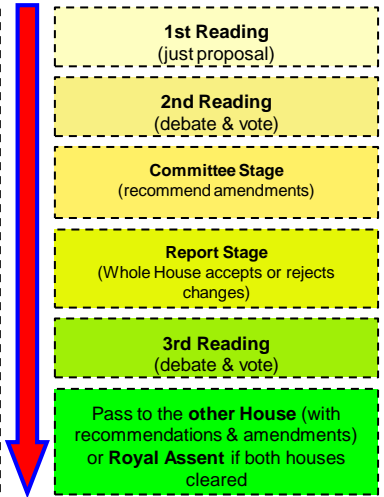 1st Reading
(just proposal)
2nd Reading
(debate & vote)
Committee Stage
(recommend amendments)
Report Stage
(Whole House accepts or rejects
changes)
3rd Reading
(debate & vote)
Pass to the other House (with
recommendations & amendments)
or Royal Assent if both houses
cleared